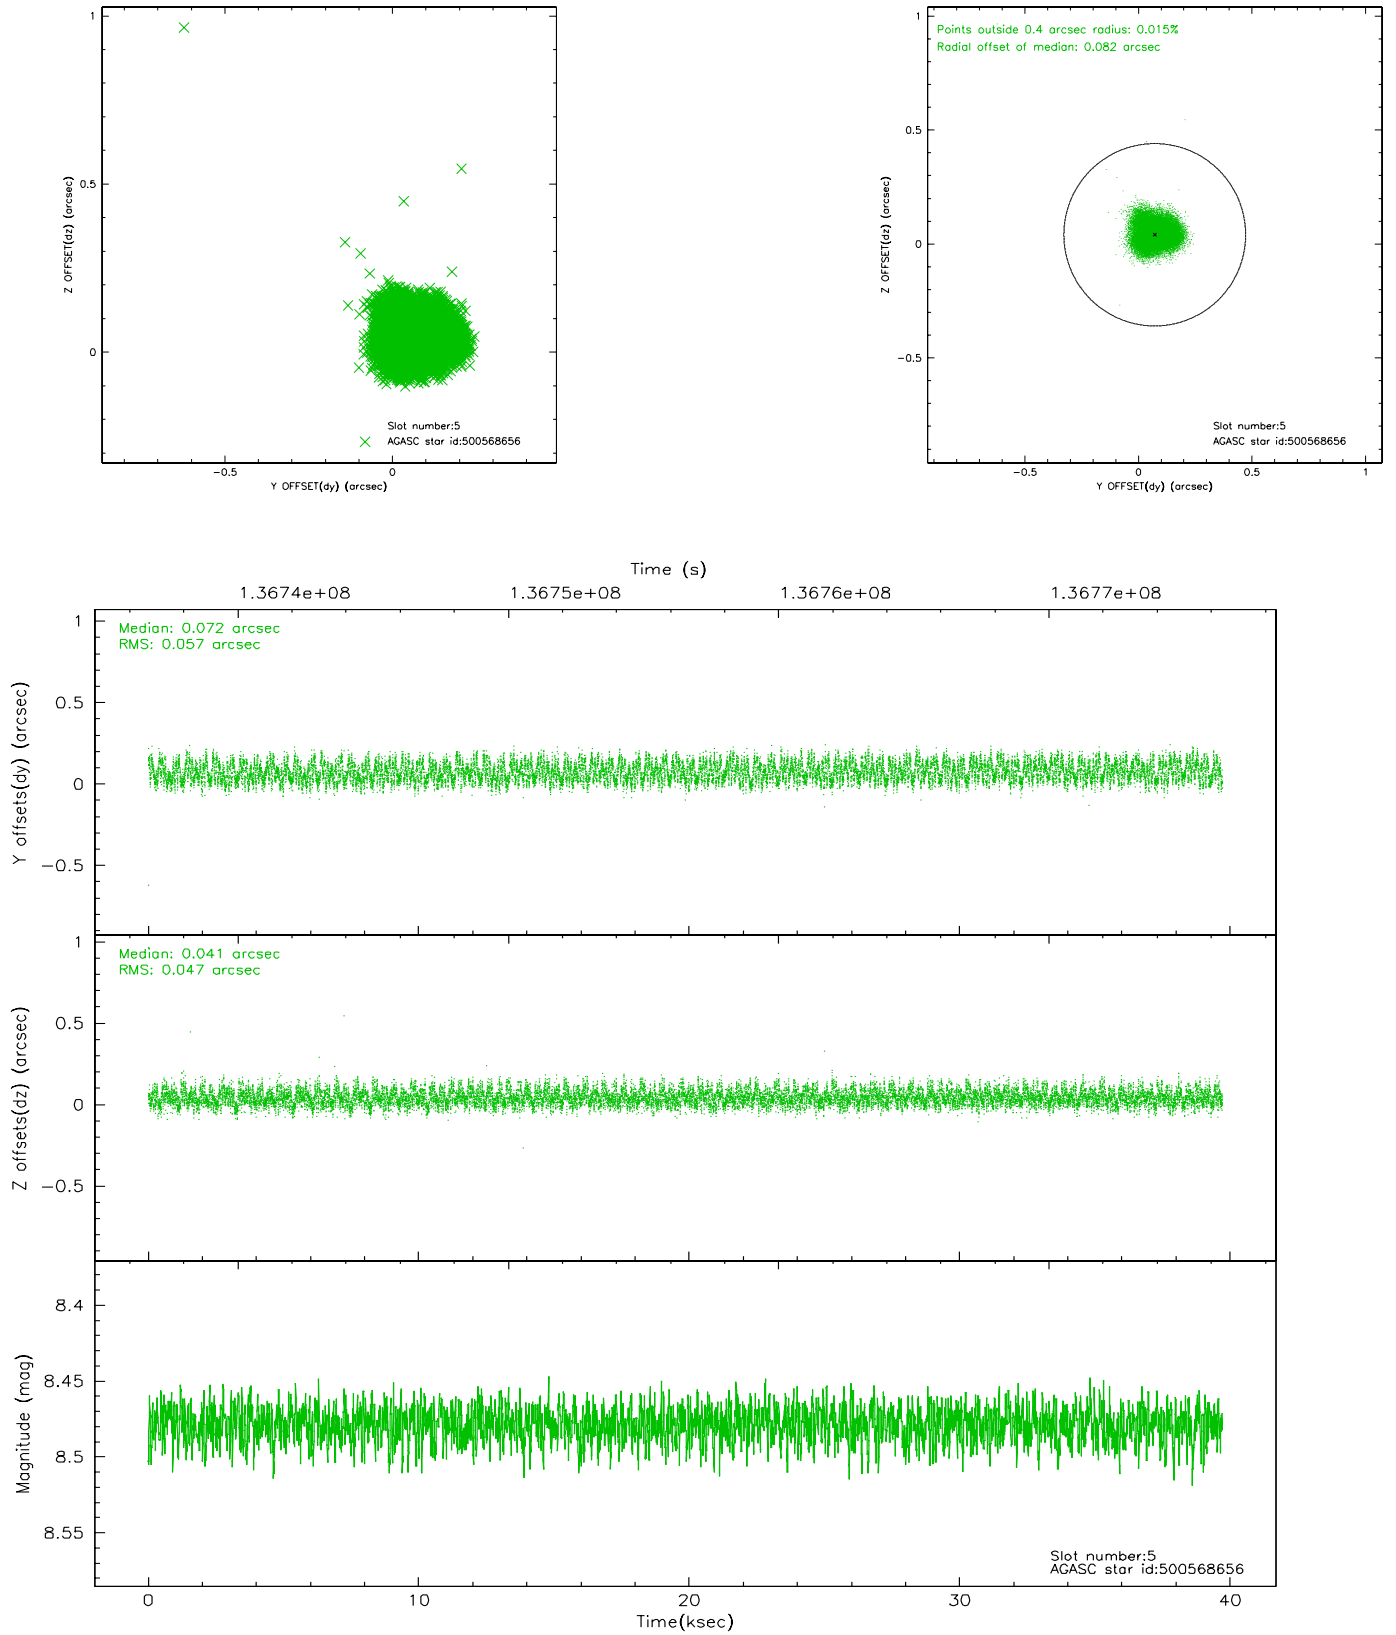 1
0.5
0
Z OFFSET(dz) (arcsec)
Slot number:5
AGASC star id:500568656
-0.5
0
0.5
Y OFFSET(dy) (arcsec)
Points outside 0.4 arcsec radius: 0.015%
Radial offset of median: 0.082 arcsec
1
0.5
0
-0.5
Z OFFSET(dz) (arcsec)
Slot number:5
AGASC star id:500568656
-0.5
0
0.5
1
Y OFFSET(dy) (arcsec)
Time (s)
1.3674e+08
1.3675e+08
1.3676e+08
1.3677e+08
Median: 0.072 arcsec
RMS: 0.057 arcsec
1
0.5
0
-0.5
Y offsets(dy) (arcsec)
Median: 0.041 arcsec
RMS: 0.047 arcsec
1
0.5
0
-0.5
Z offsets(dz) (arcsec)
8.4
8.45
8.5
8.55
Magnitude (mag)
Slot number:5
AGASC star id:500568656
0
10
20
30
40
Time(ksec)